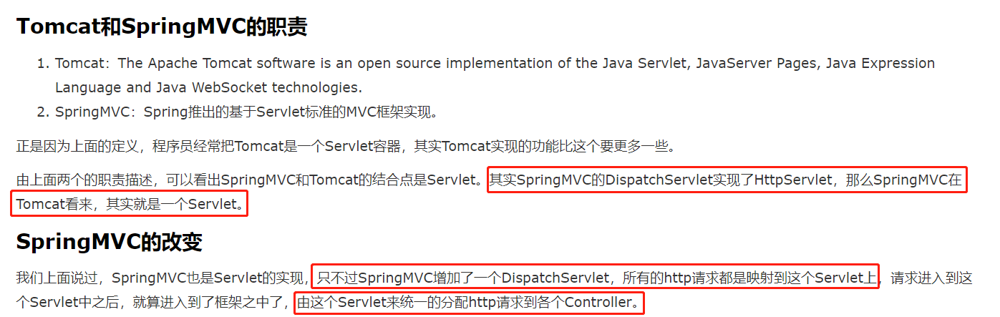 Tomcat和SpringMVC的职责
1. Tomcat：The Apache Tomcat software is an open source implementation of the Java Servlet, JavaServer Pages, Java Expression
Language and Java WebSocket technologies.
2. SpringMVC：Spring推出的基于Servlet标准的MVC框架实现。
正是因为上面的定义，程序员经常把Tomcat是一个Servlet容器，其实Tomcat实现的功能比这个要更多一些。
由上面两个的职责描述，可以看出SpringMVC和Tomcat的结合点是Servlet。其实SpringMVC的DispatchServlet实现了HttpServlet，那么SpringMVC在
Tomcat看来，其实就是一个Servlet。
SpringMVC的改变
我们上面说过，SpringMVC也是Servlet的实现，只不过SpringMVC增加了一个DispatchServlet，所有的http请求都是映射到这个Servlet上，请求进入到这
个Servlet中之后，就算进入到了框架之中了，由这个Servlet来统一的分配http请求到各个Controller。